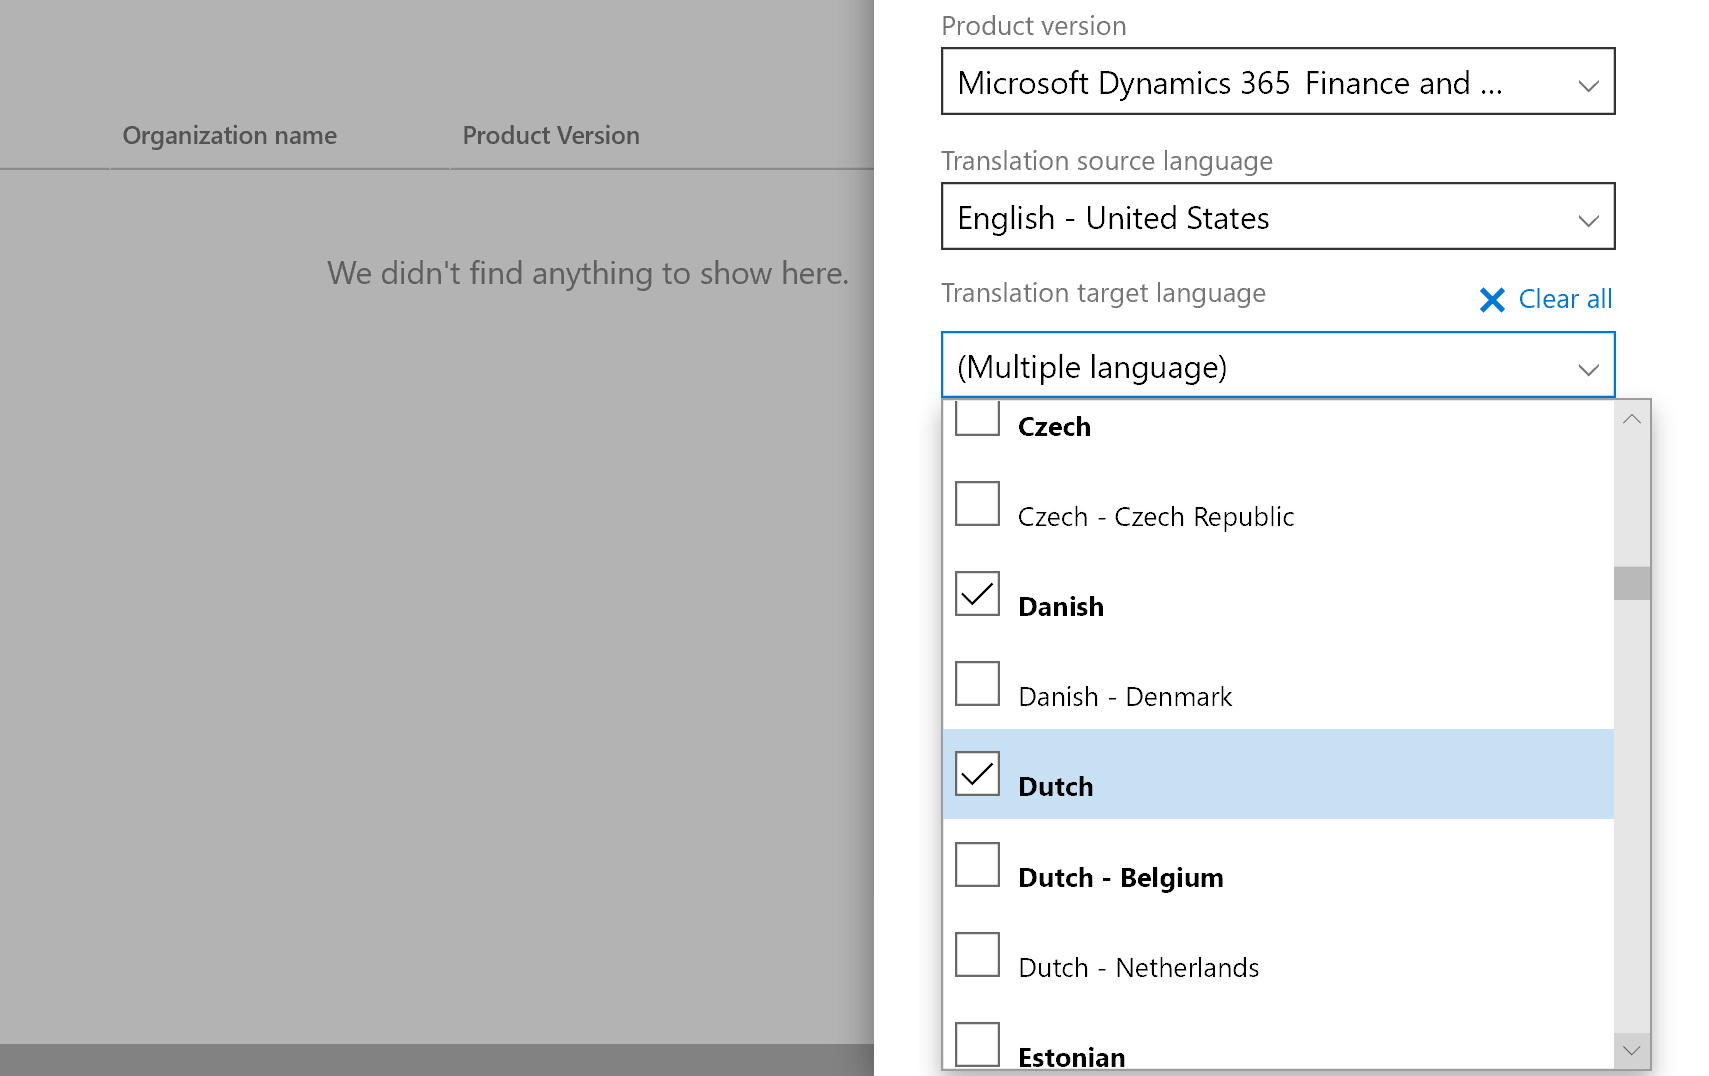 Organization name
Product Version
We didn't find anything to show here.
Product version
Microsoft Dynamics 365 Finance and ...
Translation source language
English - United States
Translation target language
Clear all
(Multiple language)
Czech
Czech - Czech Republic
Danish
Danish - Denmark
Dutch
Dutch - Belgium
Dutch - Netherlands
Estonian